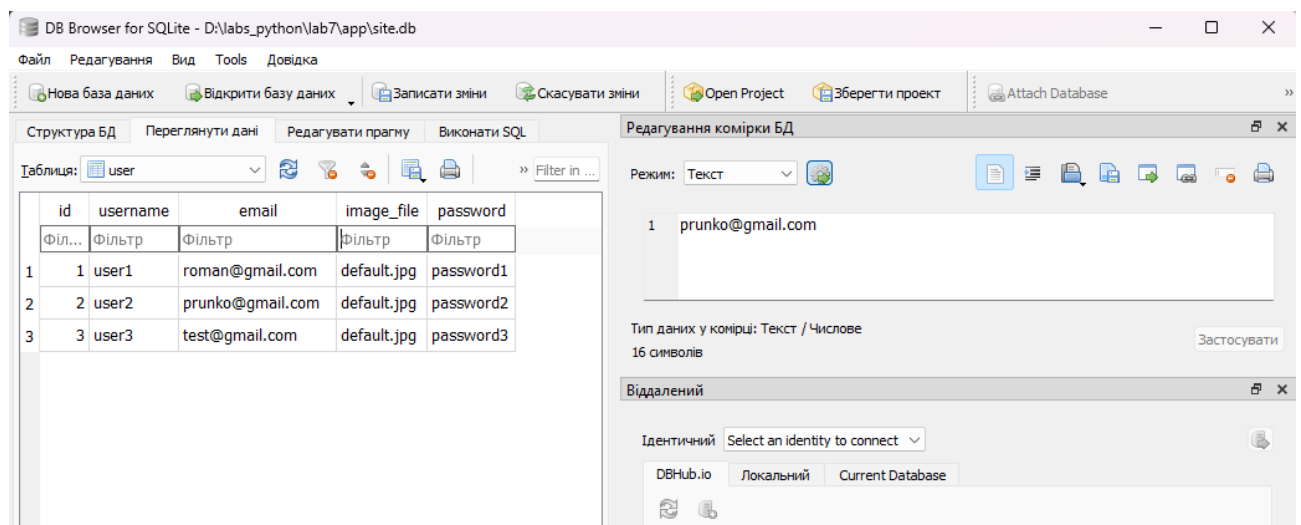 DB Browser for SQLite - D:\labs_python\lab7\app\site.db
Файл Редагування Вид Tools Довідка
Нова база даних Відкрити базу даних Записати зміни Скасувати зміни Open Project Зберегти проект Attach Database »
Структура БД Переглянути дані Редагувати прагму Виконати SQL
Таблиця: user » Filter in ...
id username email image_file password
Філ... Фільтр Фільтр Фільтр Фільтр
1 1 user1 roman@gmail.com default.jpg password1
2 2 user2 prunko@gmail.com default.jpg password2
3 3 user3 test@gmail.com default.jpg password3
Редагування комірки БД
Режим: Текст
1 prunko@gmail.com
Тип даних у комірці: Текст / Числове
16 символів
Застосувати
Віддалений
Ідентичний Select an identity to connect
DBHub.io Локальний Current Database